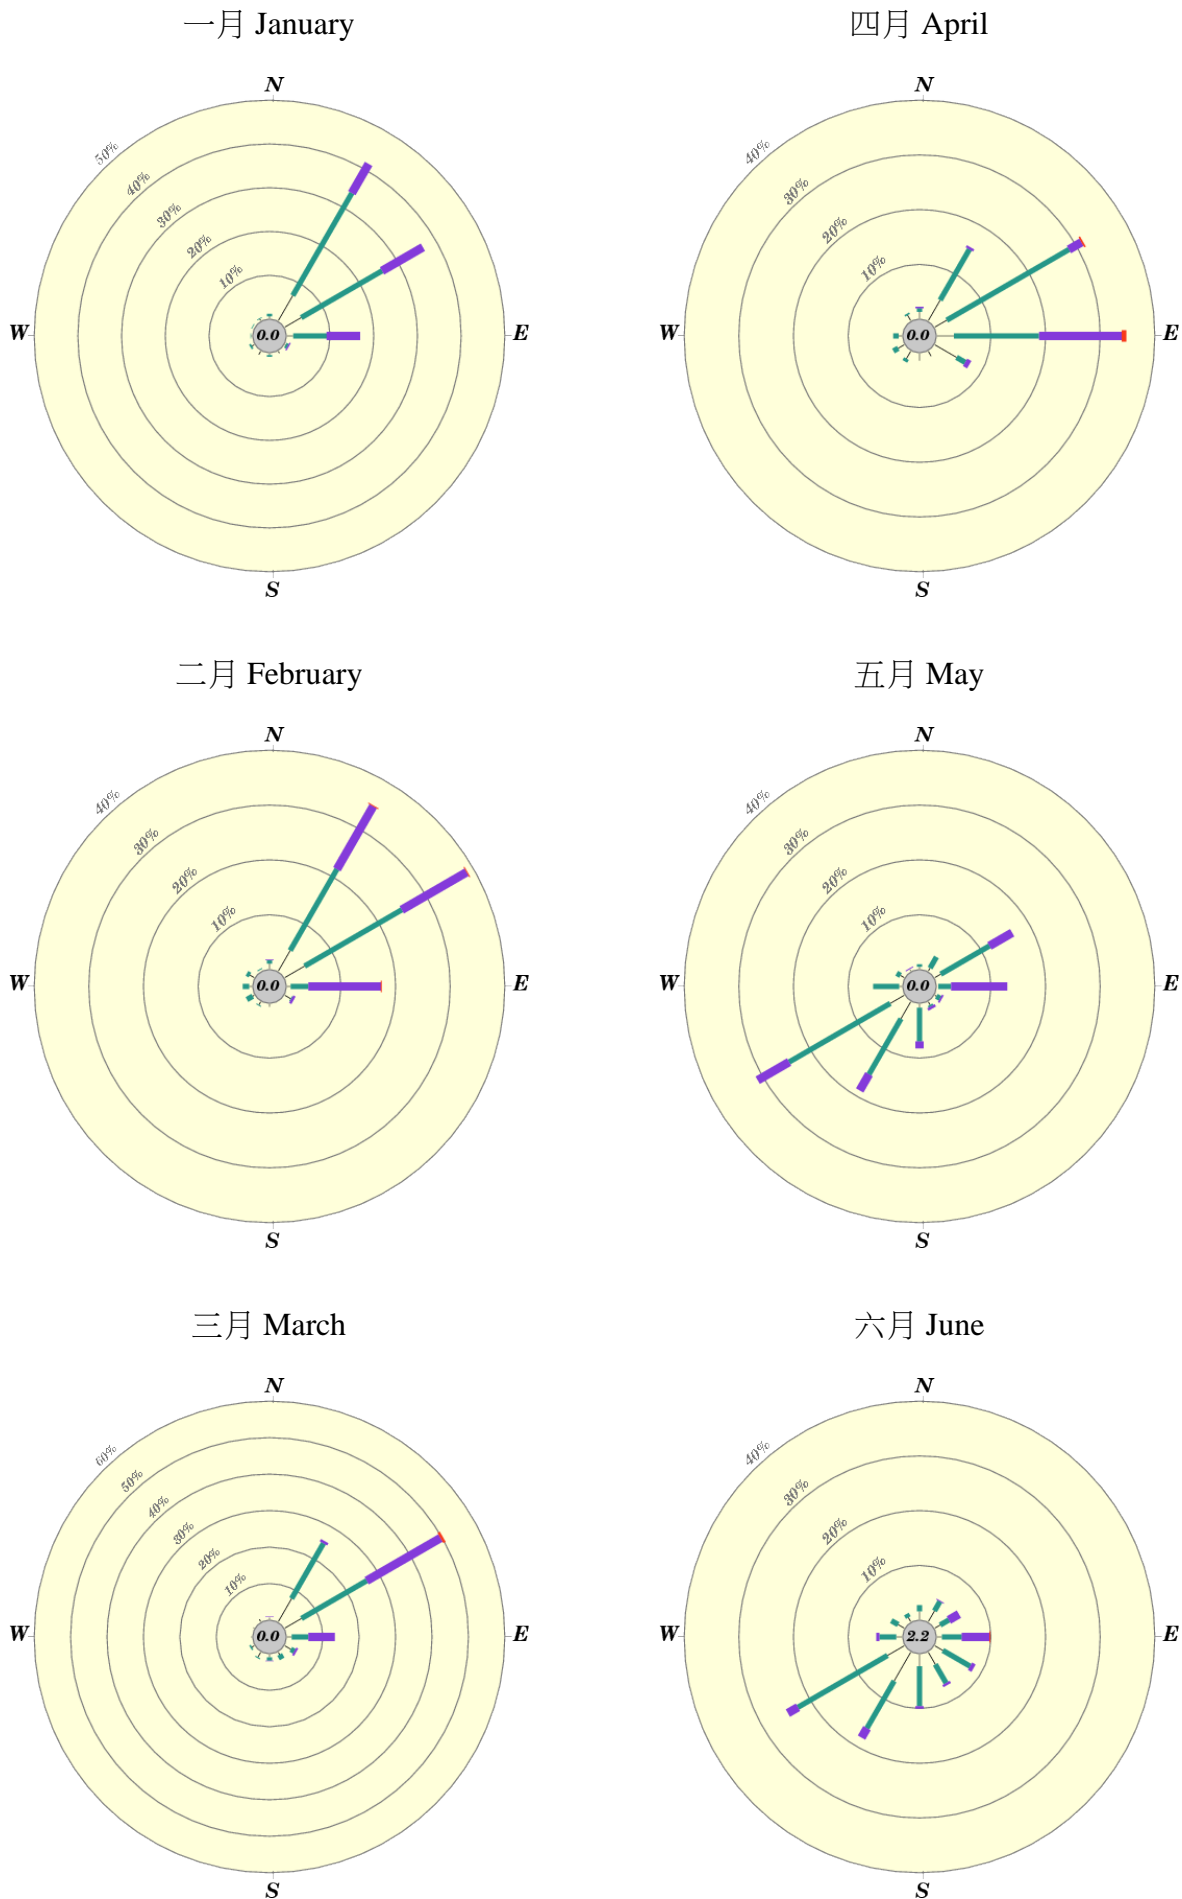 一月 January
四月 April
N
N
50%
40%
30%
20%
10%
40%
30%
20%
10%
W
0.0
E
W
0.0
E
S
S
二月 February
五月 May
N
N
40%
30%
20%
10%
40%
30%
20%
10%
W
0.0
E
W
0.0
E
S
S
三月 March
六月 June
N
N
60%
50%
40%
30%
20%
10%
40%
30%
20%
10%
W
0.0
E
W
2.2
E
S
S